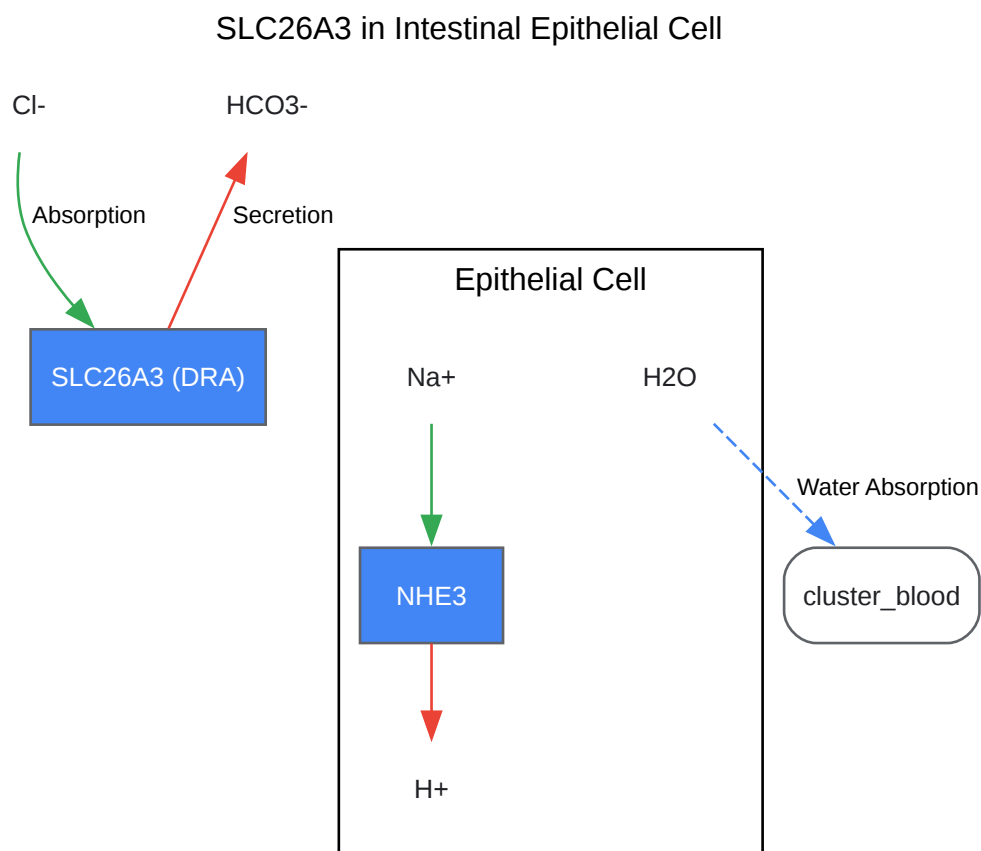 SLC26A3 in Intestinal Epithelial Cell
Cl-
HCO3-
Absorption
Secretion
Epithelial Cell
SLC26A3 (DRA)
Na+
H2O
Water Absorption
NHE3
cluster_blood
H+